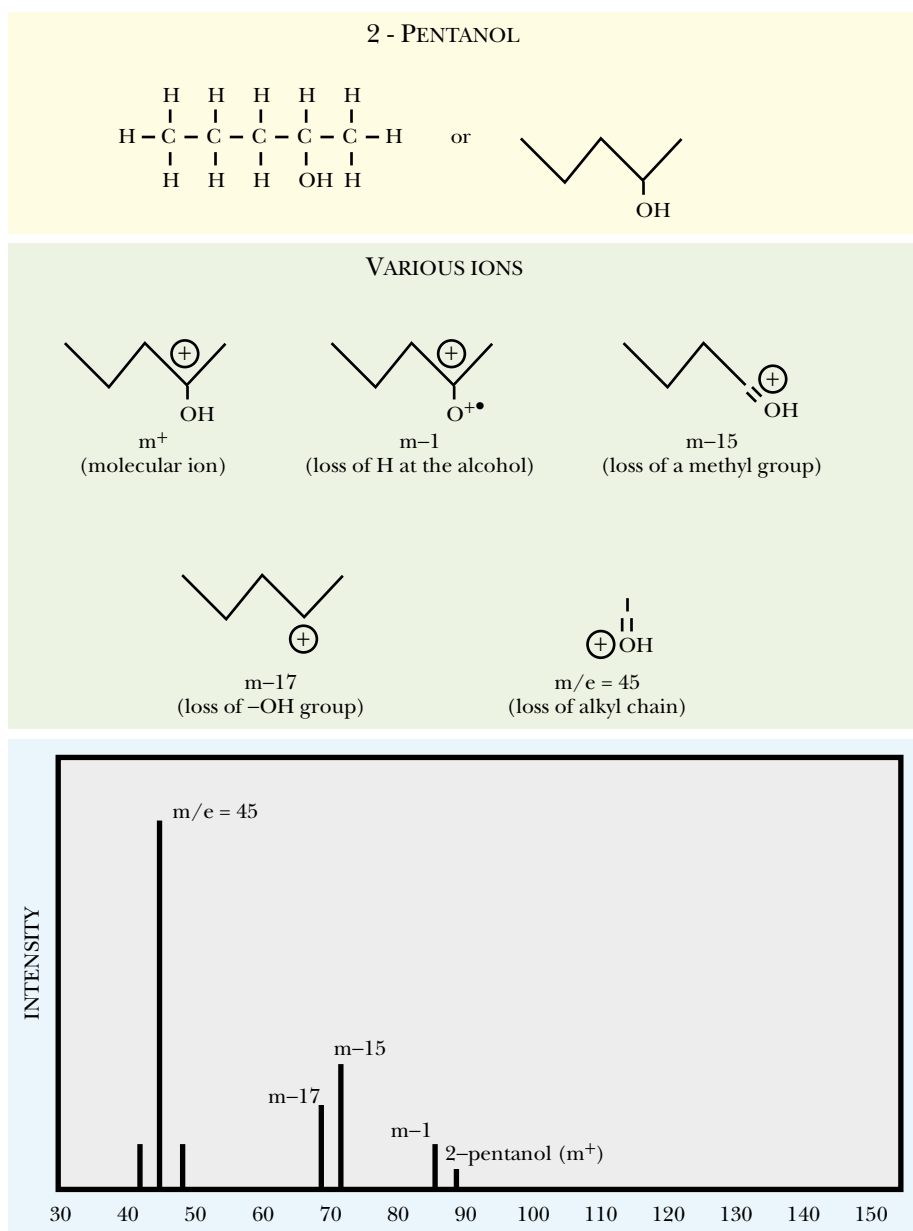 2 - PENTANOL
H H H H H
H – C – C – C – C – C – H
H H H OH H
or
OH
VARIOUS IONS
OH
m+
(molecular ion)
O+•
m–1
(loss of H at the alcohol)
OH
m–15
(loss of a methyl group)
m–17
(loss of –OH group)
OH
m/e = 45
(loss of alkyl chain)
INTENSITY
m/e = 45
m–15
m–17
m–1
2–pentanol (m+)
30 40 50 60 70 80 90 100 110 120 130 140 150